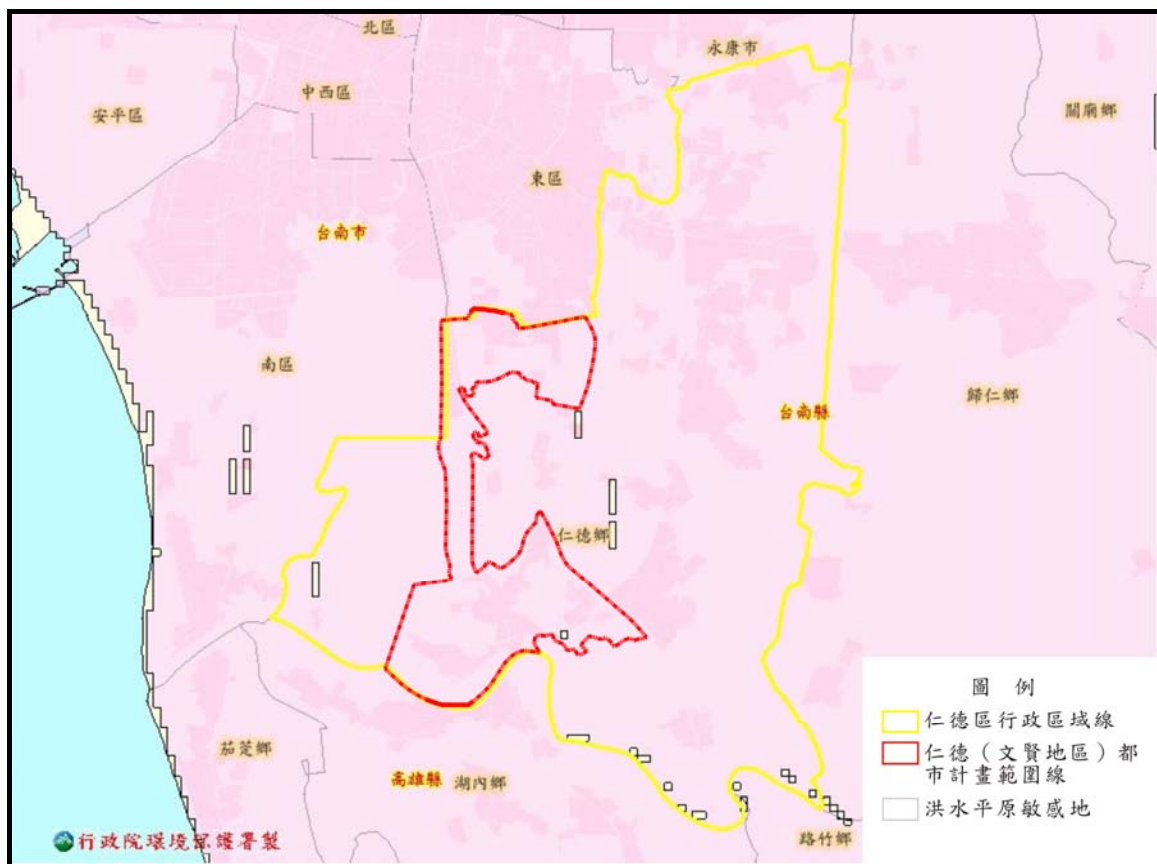 北區
永康市
中西區
安平區
關廟鄉
東區
台南市
南區
台南縣
歸仁鄉
仁德鄉
茄萣鄉
高雄縣
湖內鄉
路竹鄉
行政院環境保護署製
圖 例
仁德區行政區域線
仁德（文賢地區）都
市計畫範圍線
洪水平原敏感地